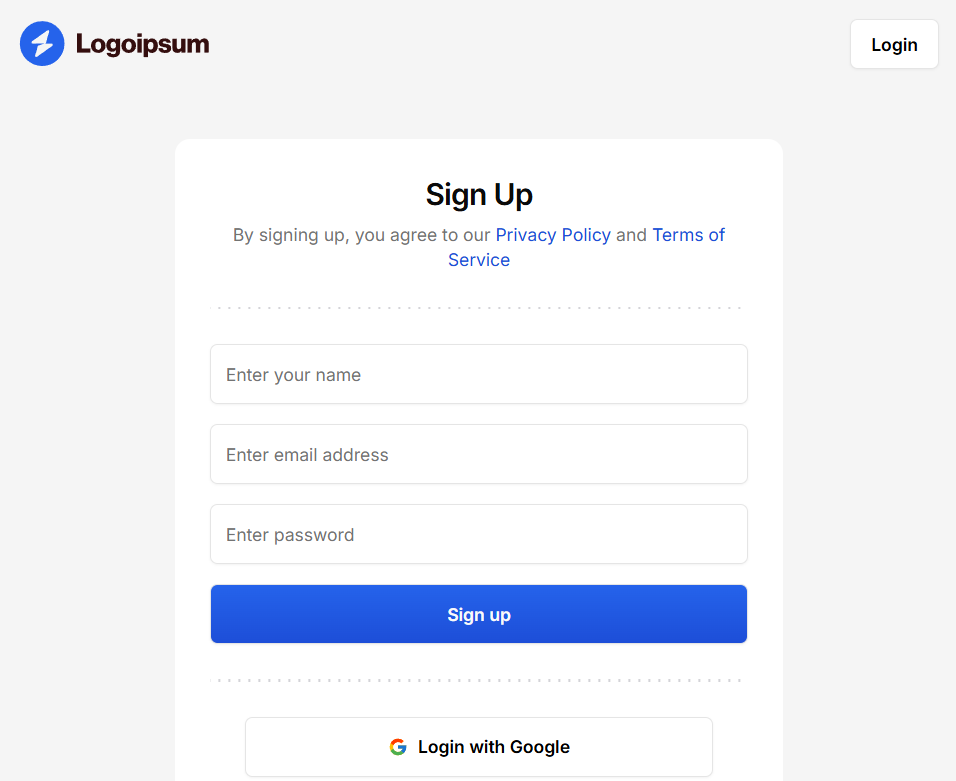 Logoipsum
Login
Sign Up
By signing up, you agree to our Privacy Policy and Terms of
Service
Enter your name
Enter email address
Enter password
Sign up
Login with Google